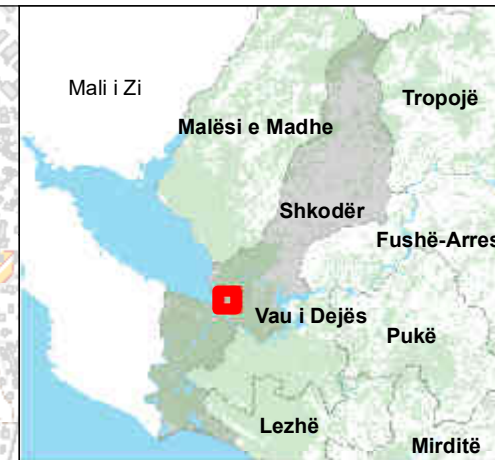 Mali i Zi
Tropojë
Malësi e Madhe
Shkodër
Fushë-Arres
Vau i Dejës
Pukë
Lezhë
Mirditë